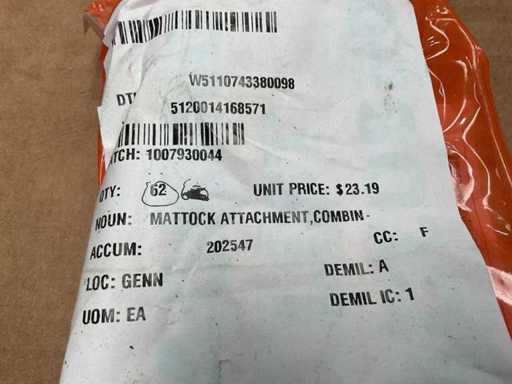 W5110743380098
5120014168571
TCH: 1007930044
QTY: 62 UNIT PRICE: $23.19
NOUN: MATTOCK ATTACHMENT,COMBIN-
ACCUM: 202547 CC: F
LOC: GENN DEMIL: A
UOM: EA DEMIL IC: 1